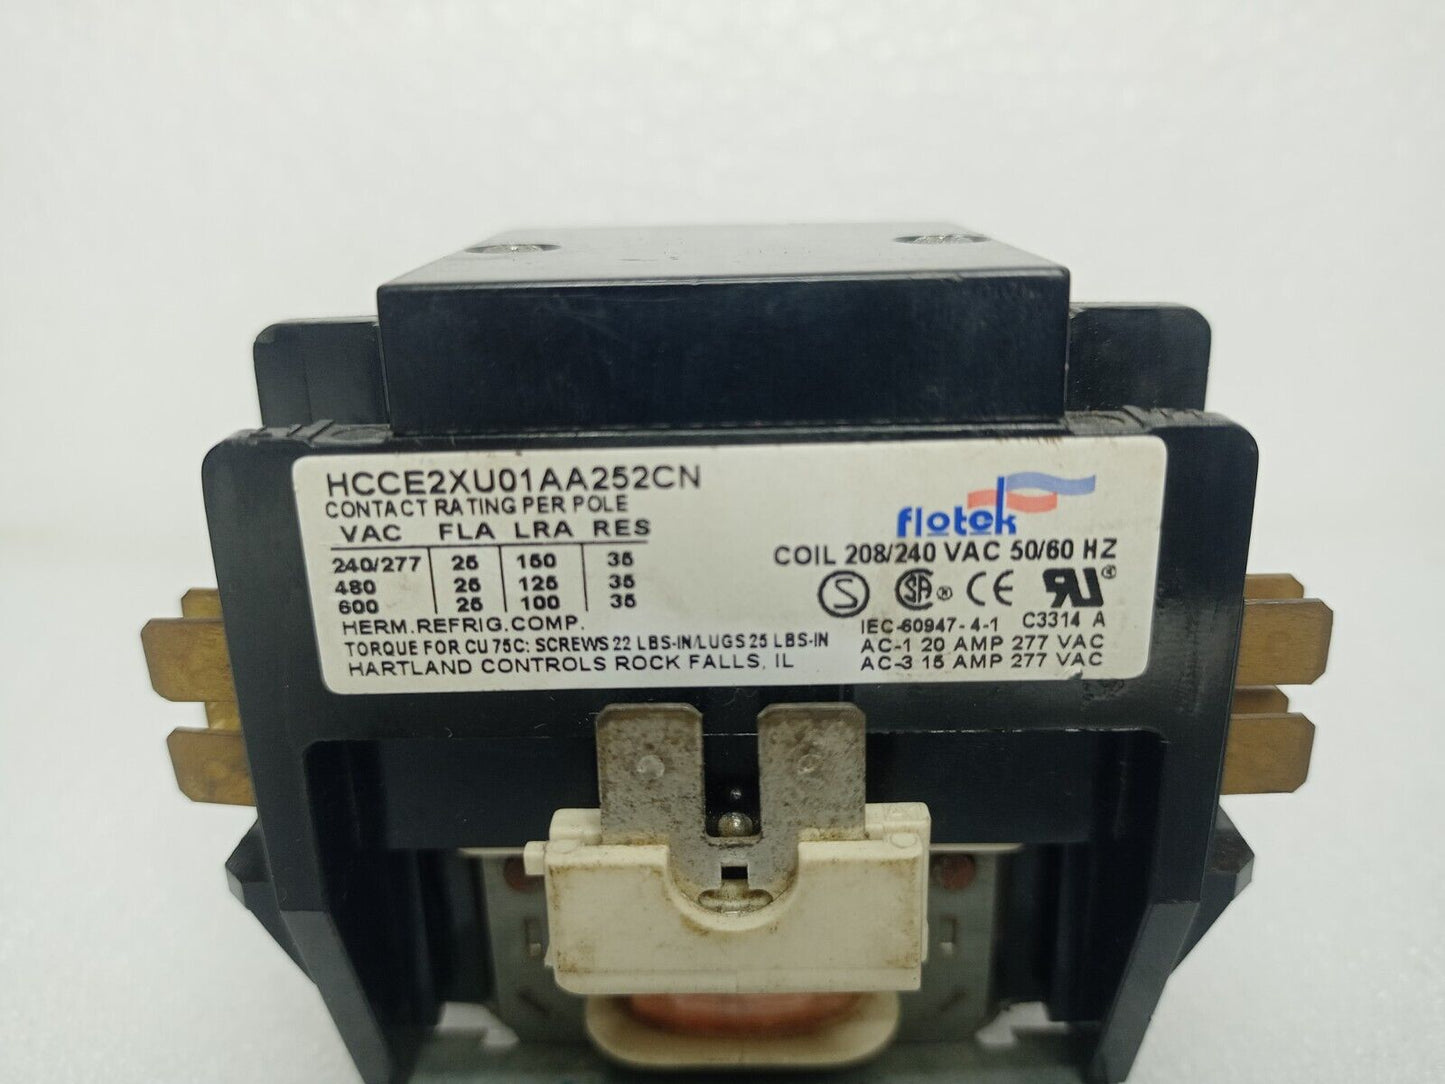 HCCE2XU01AA252CN
CONTACT RATING PER POLE
VAC FLA LRA RES
240/277 25 150 35
480 25 125 35
600 25 100 35
HERM.REFRIG.COMP.
TORQUE FOR CU 75C: SCREWS 22 LBS-IN/LUGS 25 LBS-IN
HARTLAND CONTROLS ROCK FALLS, IL
flotek
COIL 208/240 VAC 50/60 HZ
S SA ® CE RU ®
IEC-60947-4-1 C3314 A
AC-1 20 AMP 277 VAC
AC-3 15 AMP 277 VAC